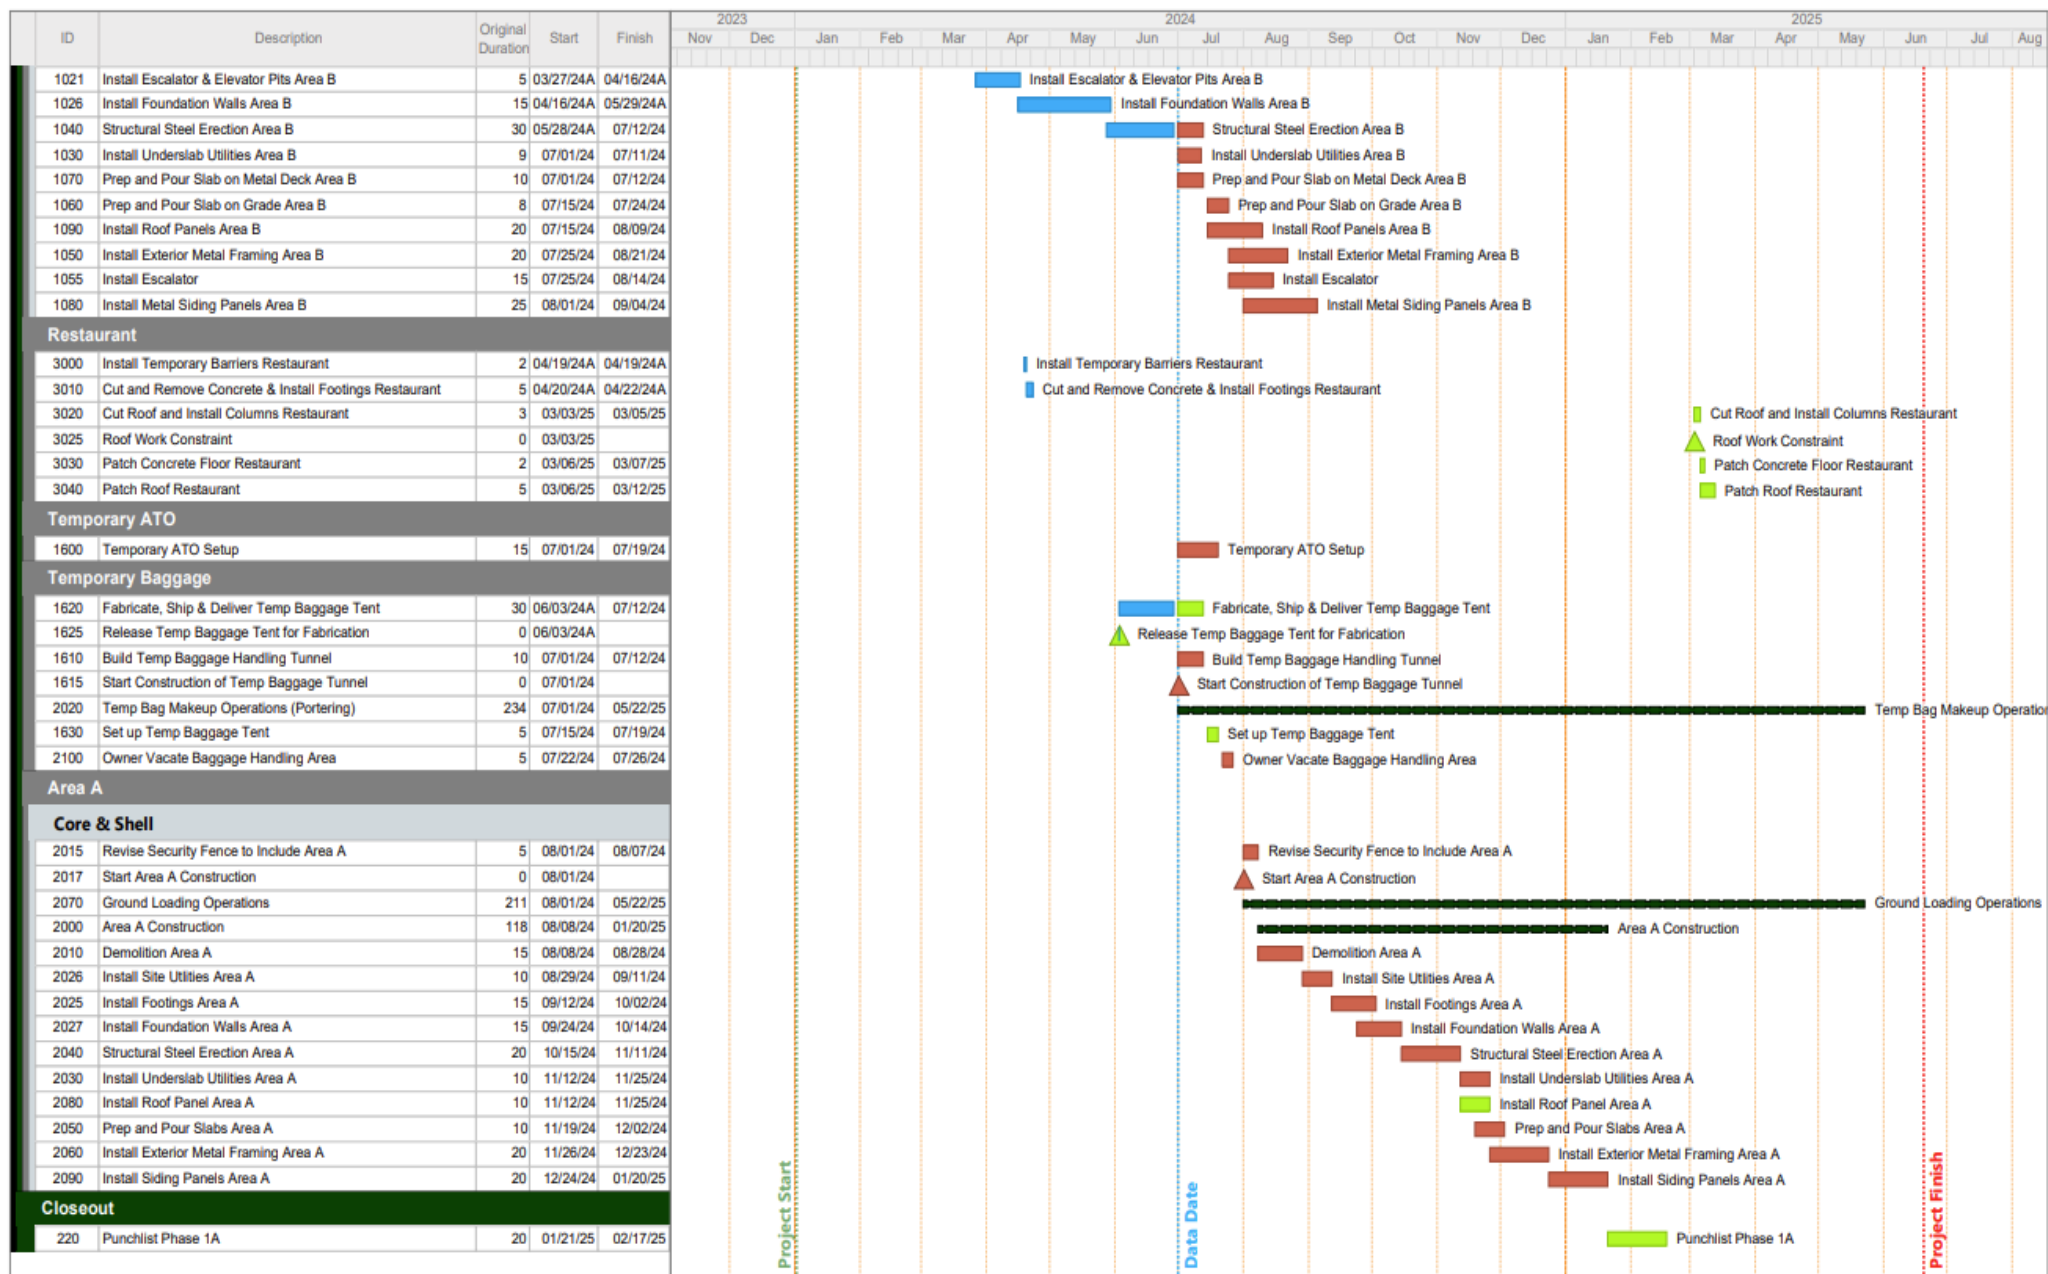 2023 2024 2025
ID Description Original Duration Start Finish Nov Dec Jan Feb Mar Apr May Jun Jul Aug Sep Oct Nov Dec Jan Feb Mar Apr May Jun Jul Aug
1021 Install Escalator & Elevator Pits Area B 5 03/27/24A 04/16/24A Install Escalator & Elevator Pits Area B
1026 Install Foundation Walls Area B 15 04/16/24A 05/29/24A Install Foundation Walls Area B
1040 Structural Steel Erection Area B 30 05/28/24A 07/12/24 Structural Steel Erection Area B
1030 Install Underslab Utilities Area B 9 07/01/24 07/11/24 Install Underslab Utilities Area B
1070 Prep and Pour Slab on Metal Deck Area B 10 07/01/24 07/12/24 Prep and Pour Slab on Metal Deck Area B
1060 Prep and Pour Slab on Grade Area B 8 07/15/24 07/24/24 Prep and Pour Slab on Grade Area B
1090 Install Roof Panels Area B 20 07/15/24 08/09/24 Install Roof Panels Area B
1050 Install Exterior Metal Framing Area B 20 07/25/24 08/21/24 Install Exterior Metal Framing Area B
1055 Install Escalator 15 07/25/24 08/14/24 Install Escalator
1080 Install Metal Siding Panels Area B 25 08/01/24 09/04/24 Install Metal Siding Panels Area B
Restaurant
3000 Install Temporary Barriers Restaurant 2 04/19/24A 04/19/24A Install Temporary Barriers Restaurant
3010 Cut and Remove Concrete & Install Footings Restaurant 5 04/20/24A 04/22/24A Cut and Remove Concrete & Install Footings Restaurant
3020 Cut Roof and Install Columns Restaurant 3 03/03/25 03/05/25 Cut Roof and Install Columns Restaurant
3025 Roof Work Constraint 0 03/03/25 Roof Work Constraint
3030 Patch Concrete Floor Restaurant 2 03/06/25 03/07/25 Patch Concrete Floor Restaurant
3040 Patch Roof Restaurant 5 03/06/25 03/12/25 Patch Roof Restaurant
Temporary ATO
1600 Temporary ATO Setup 15 07/01/24 07/19/24 Temporary ATO Setup
Temporary Baggage
1620 Fabricate, Ship & Deliver Temp Baggage Tent 30 06/03/24A 07/12/24 Fabricate, Ship & Deliver Temp Baggage Tent
1625 Release Temp Baggage Tent for Fabrication 0 06/03/24A Release Temp Baggage Tent for Fabrication
1610 Build Temp Baggage Handling Tunnel 10 07/01/24 07/12/24 Build Temp Baggage Handling Tunnel
1615 Start Construction of Temp Baggage Tunnel 0 07/01/24 Start Construction of Temp Baggage Tunnel
2020 Temp Bag Makeup Operations (Portering) 234 07/01/24 05/22/25 Temp Bag Makeup Operatior
1630 Set up Temp Baggage Tent 5 07/15/24 07/19/24 Set up Temp Baggage Tent
2100 Owner Vacate Baggage Handling Area 5 07/22/24 07/26/24 Owner Vacate Baggage Handling Area
Area A
Core & Shell
2015 Revise Security Fence to Include Area A 5 08/01/24 08/07/24 Revise Security Fence to Include Area A
2017 Start Area A Construction 0 08/01/24 Start Area A Construction
2070 Ground Loading Operations 211 08/01/24 05/22/25 Ground Loading Operations
2000 Area A Construction 118 08/08/24 01/20/25 Area A Construction
2010 Demolition Area A 15 08/08/24 08/28/24 Demolition Area A
2026 Install Site Utlities Area A 10 08/29/24 09/11/24 Install Site Utlities Area A
2025 Install Footings Area A 15 09/12/24 10/02/24 Install Footings Area A
2027 Install Foundation Walls Area A 15 09/24/24 10/14/24 Install Foundation Walls Area A
2040 Structural Steel Erection Area A 20 10/15/24 11/11/24 Structural Steel Erection Area A
2030 Install Underslab Utilities Area A 10 11/12/24 11/25/24 Install Underslab Utilities Area A
2080 Install Roof Panel Area A 10 11/12/24 11/25/24 Install Roof Panel Area A
2050 Prep and Pour Slabs Area A 10 11/19/24 12/02/24 Prep and Pour Slabs Area A
2060 Install Exterior Metal Framing Area A 20 11/26/24 12/23/24 Install Exterior Metal Framing Area A
2090 Install Siding Panels Area A 20 12/24/24 01/20/25 Install Siding Panels Area A
Closeout
220 Punchlist Phase 1A 20 01/21/25 02/17/25 Punchlist Phase 1A
Project Start
Data Date
Project Finish